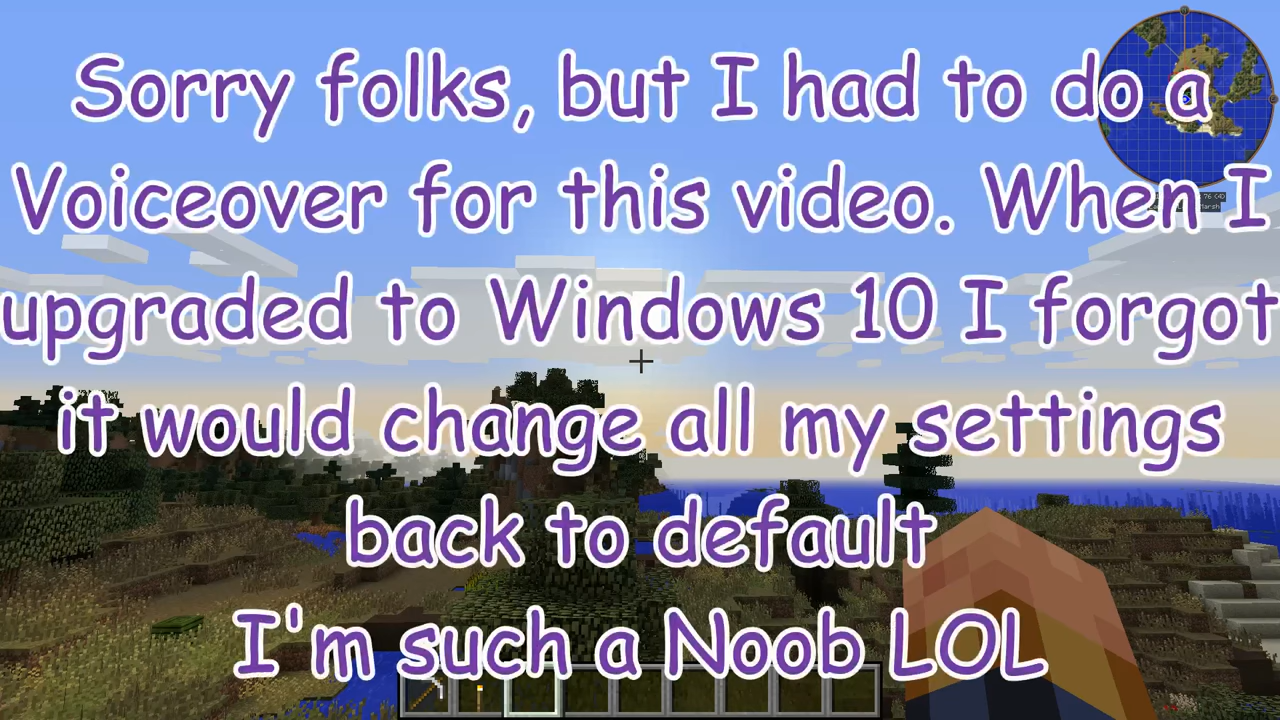 Sorry folks, but I had to do a
Voiceover for this video. When I
upgraded to Windows 10 I forgot
it would change all my settings
back to default
I'm such a Noob LOL